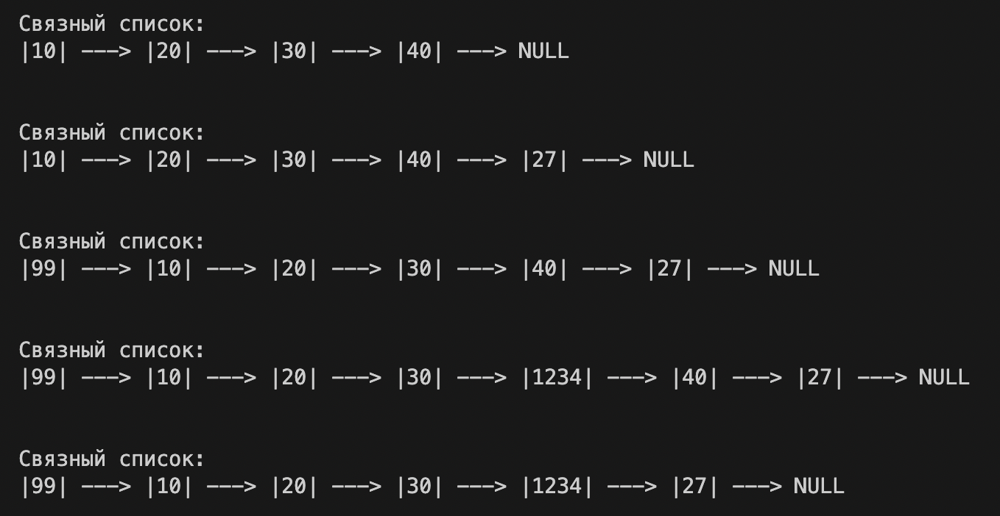 Связный список:
|10| ---> |20| ---> |30| ---> |40| ---> NULL
Связный список:
|10| ---> |20| ---> |30| ---> |40| ---> |27| ---> NULL
Связный список:
|99| ---> |10| ---> |20| ---> |30| ---> |40| ---> |27| ---> NULL
Связный список:
|99| ---> |10| ---> |20| ---> |30| ---> |1234| ---> |40| ---> |27| ---> NULL
Связный список:
|99| ---> |10| ---> |20| ---> |30| ---> |1234| ---> |27| ---> NULL